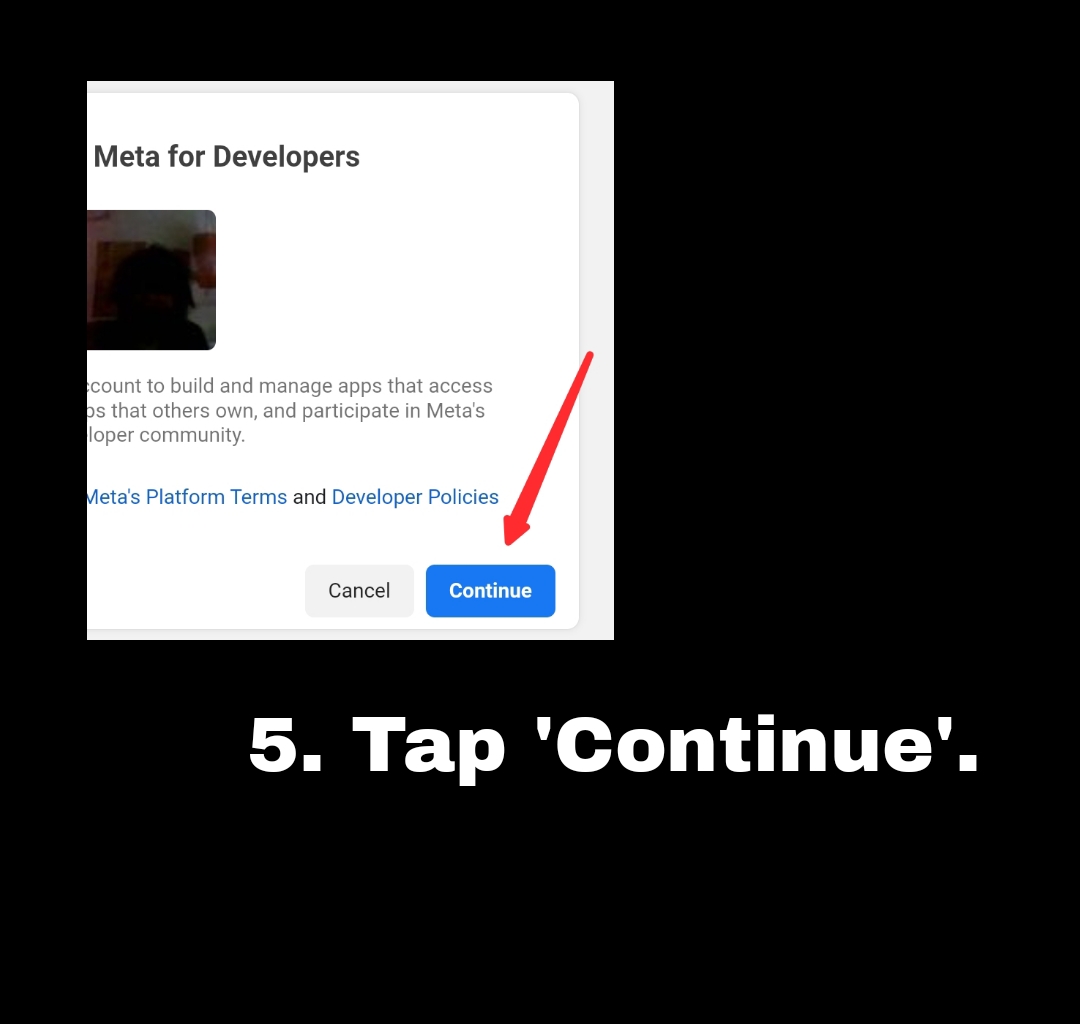 Meta for Developers
ccount to build and manage apps that access
ps that others own, and participate in Meta's
loper community.
Meta's Platform Terms and Developer Policies
Cancel
Continue
5. Tap 'Continue'.